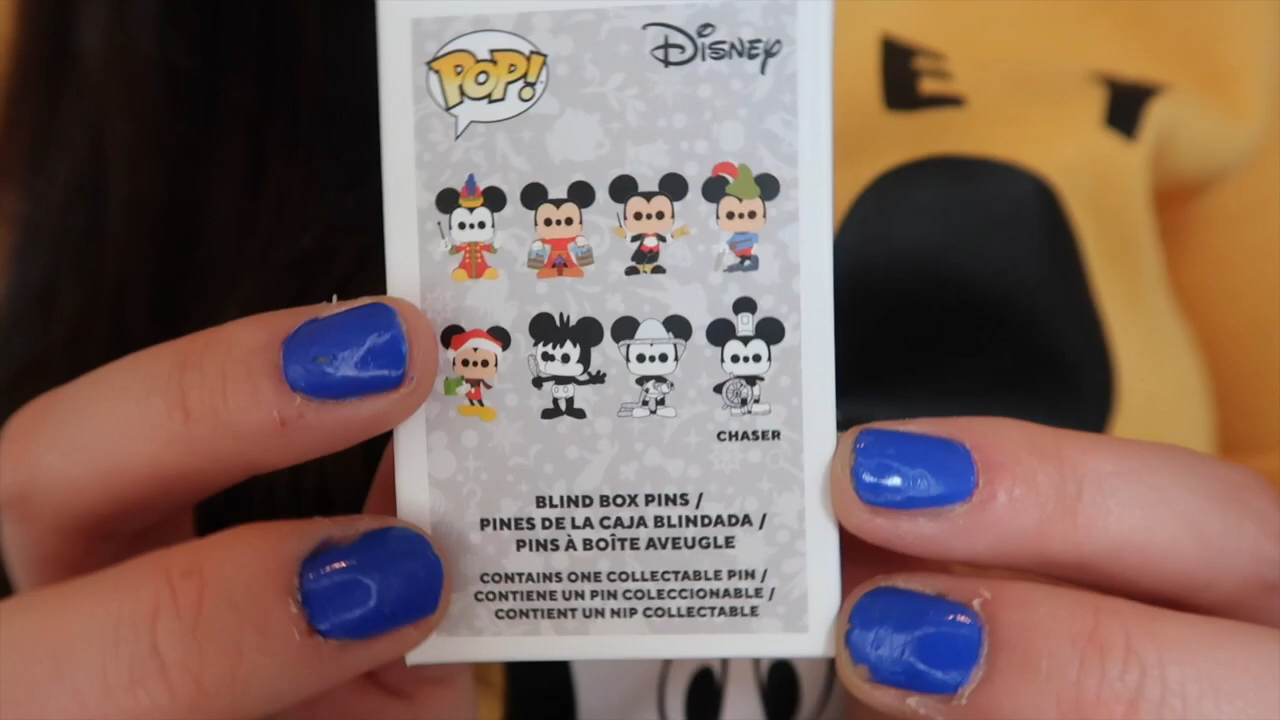 POP!
DISNEY
CHASER
BLIND BOX PINS /
PINES DE LA CAJA BLINDADA /
PINS À BOÎTE AVEUGLE
CONTAINS ONE COLLECTABLE PIN /
CONTIENE UN PIN COLECCIONABLE /
CONTIENT UN NIP COLLECTABLE